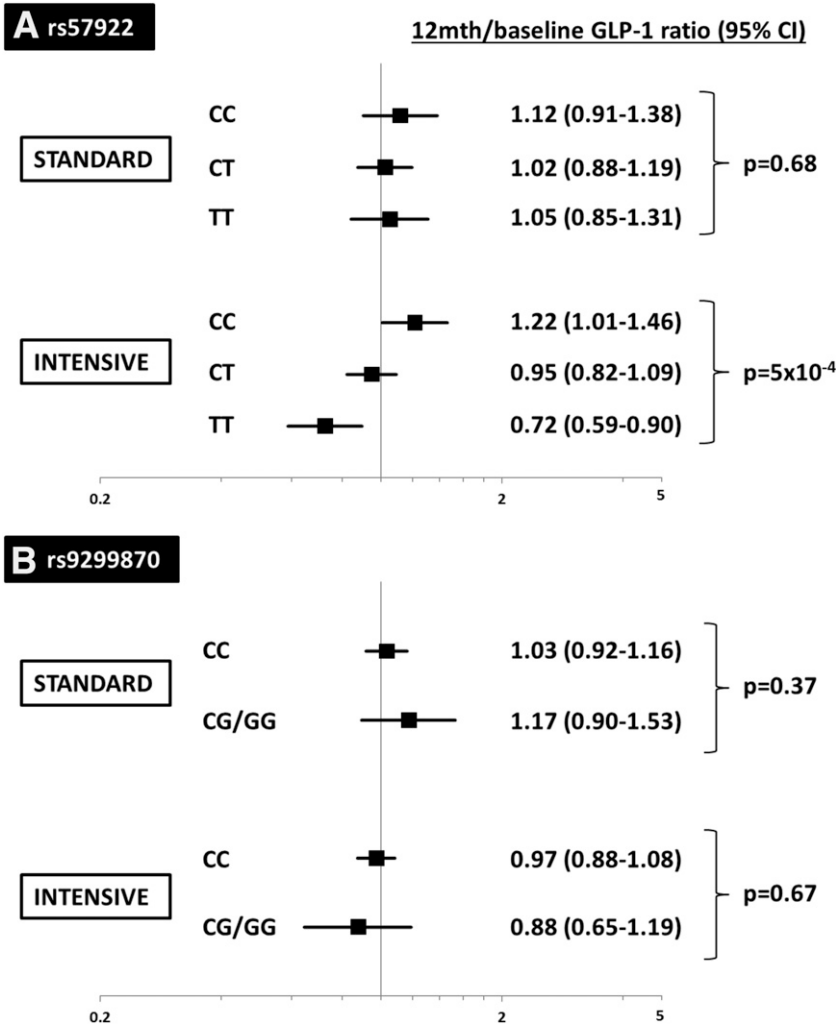 A rs57922
12mth/baseline GLP-1 ratio (95% CI)
STANDARD
CC 1.12 (0.91-1.38)
CT 1.02 (0.88-1.19)
TT 1.05 (0.85-1.31)
p=0.68
INTENSIVE
CC 1.22 (1.01-1.46)
CT 0.95 (0.82-1.09)
TT 0.72 (0.59-0.90)
p=5x10⁻⁴
0.2 2 5
B rs9299870
STANDARD
CC 1.03 (0.92-1.16)
CG/GG 1.17 (0.90-1.53)
p=0.37
INTENSIVE
CC 0.97 (0.88-1.08)
CG/GG 0.88 (0.65-1.19)
p=0.67
0.2 2 5